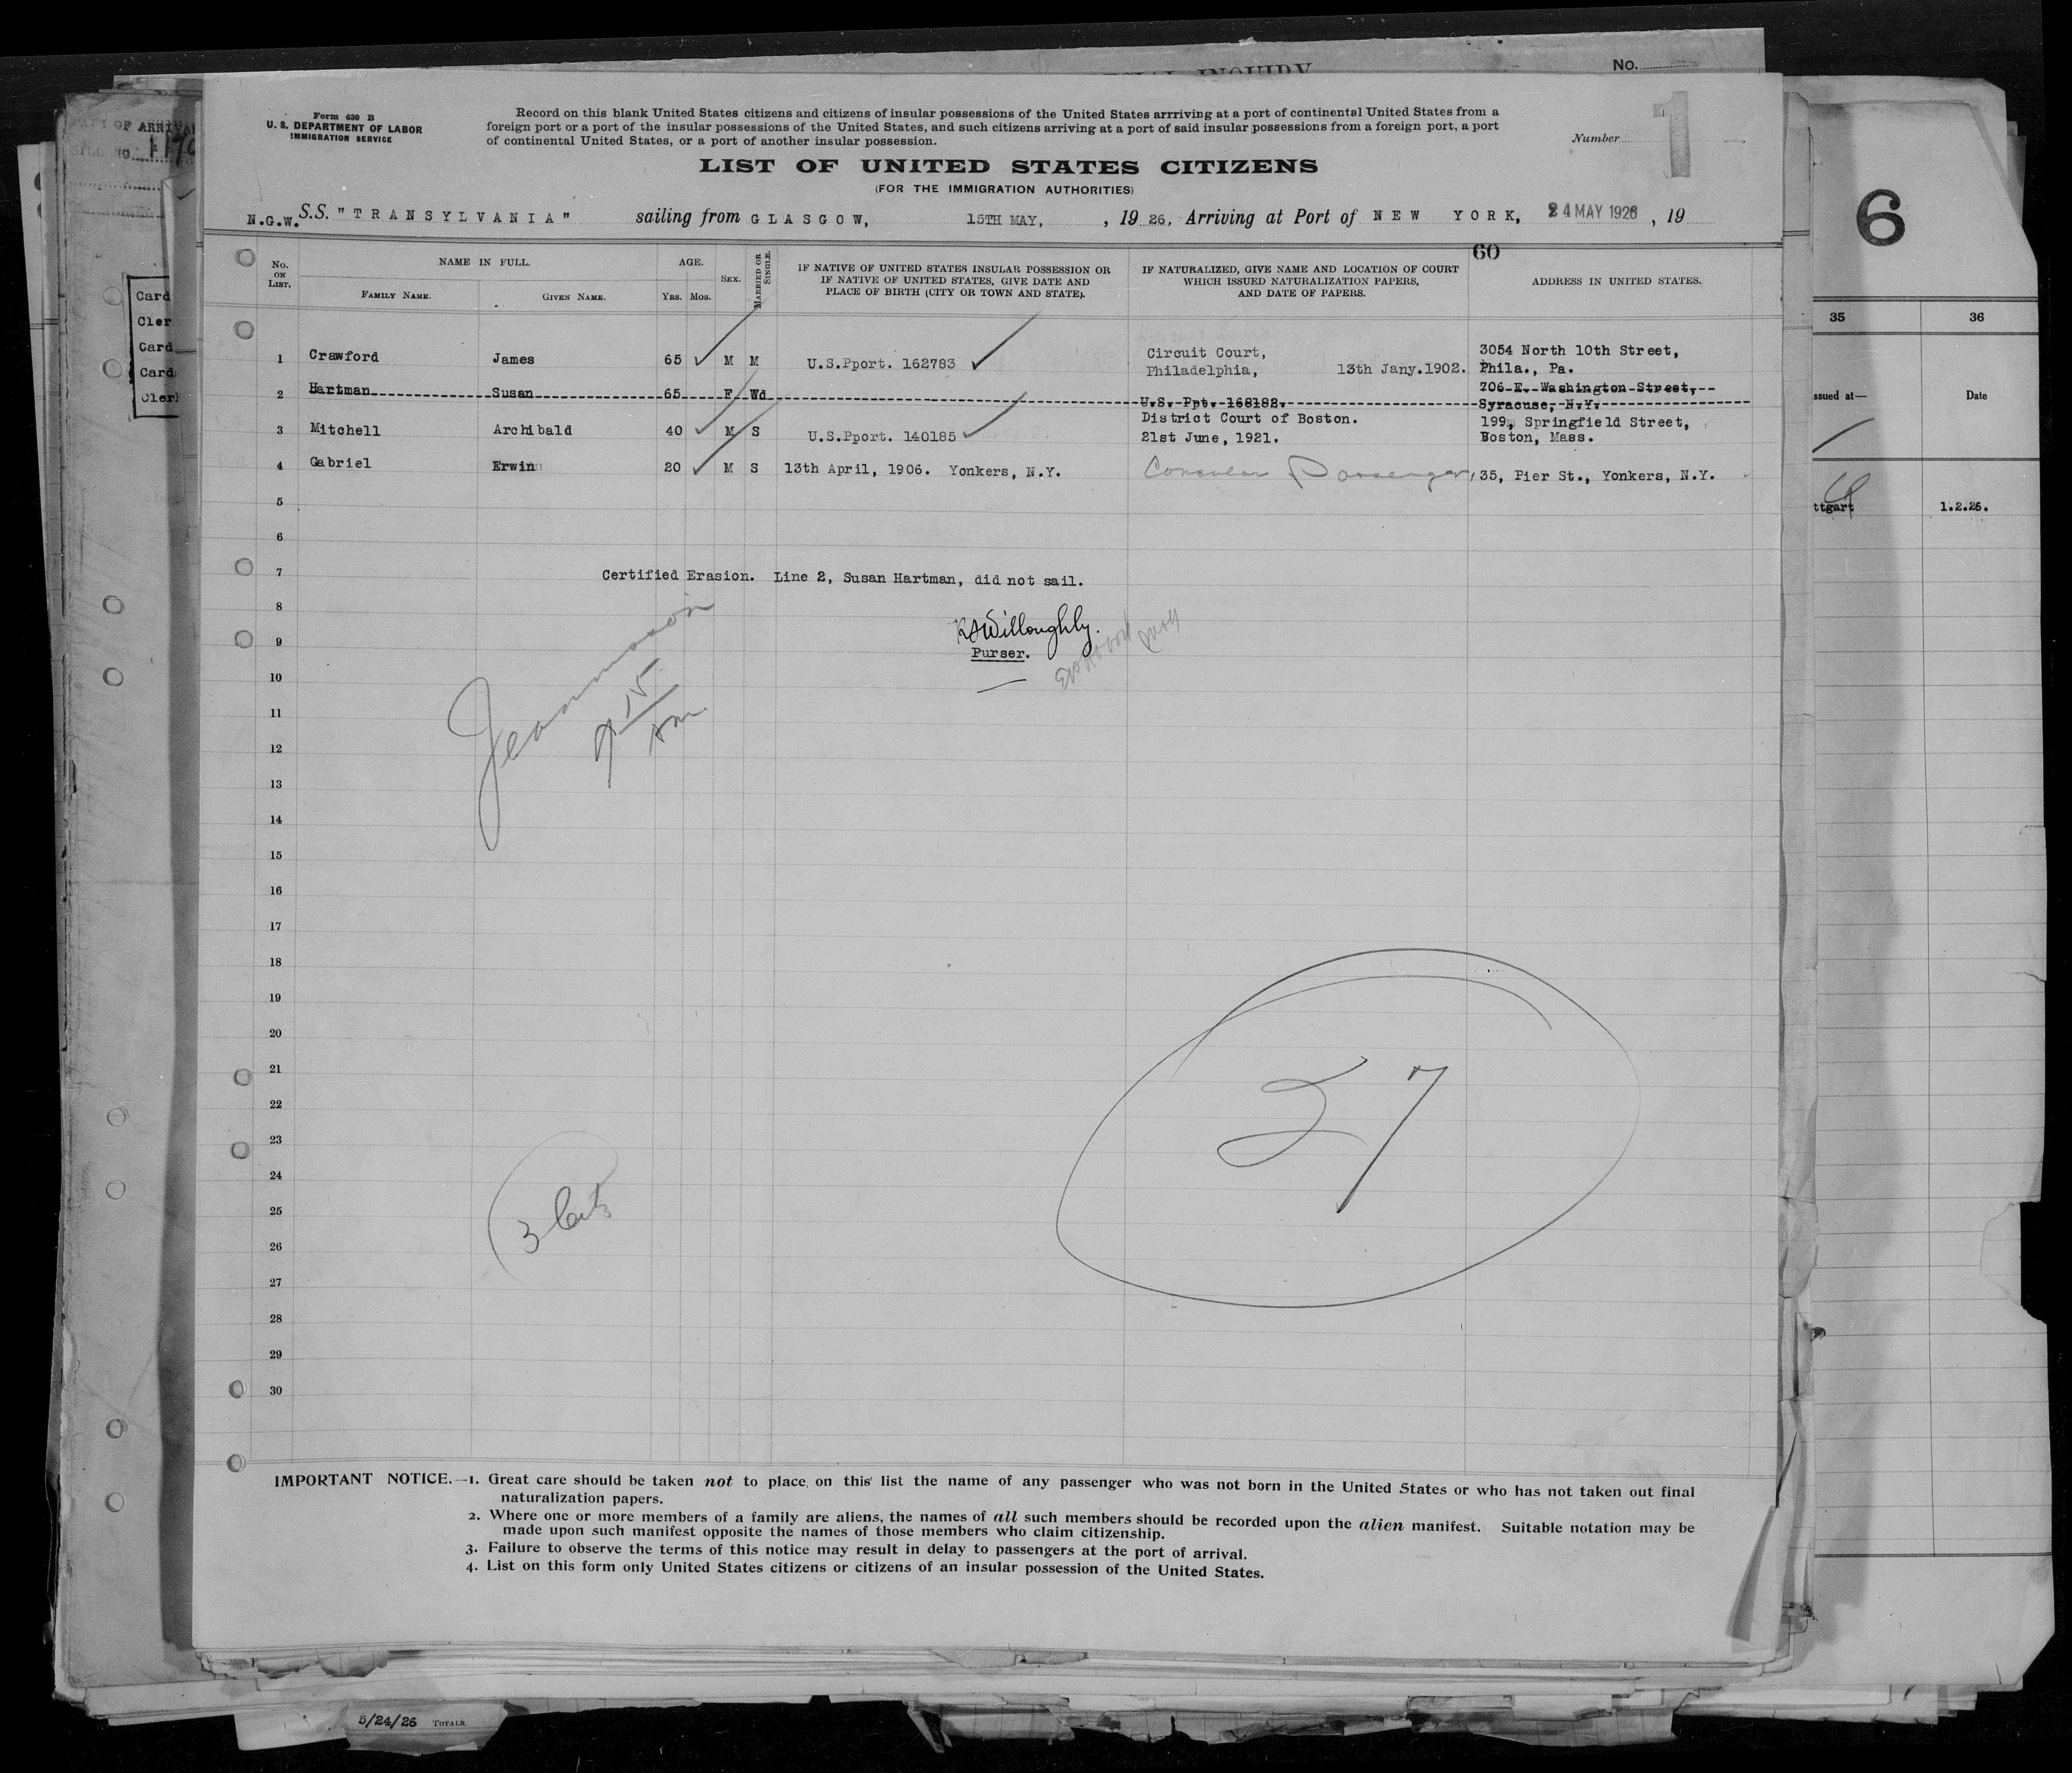 SPECIAL INQUIRY
No.
OF ARRIVAL
Form 630 B
U. S. DEPARTMENT OF LABOR
IMMIGRATION SERVICE
Record on this blank United States citizens and citizens of insular possessions of the United States arrriving at a port of continental United States from a
foreign port or a port of the insular possessions of the United States, and such citizens arriving at a port of said insular possessions from a foreign port, a port
of continental United States, or a port of another insular possession.
Number 1
LIST OF UNITED STATES CITIZENS
(FOR THE IMMIGRATION AUTHORITIES)
N.G.W. S.S. "TRANSYLVANIA" sailing from GLASGOW, 15TH MAY, , 19 26, Arriving at Port of NEW YORK, 24 MAY 1926 , 19
60
No. ON LIST. NAME IN FULL. AGE. SEX. MARRIED OR SINGLE. IF NATIVE OF UNITED STATES INSULAR POSSESSION OR IF NATIVE OF UNITED STATES, GIVE DATE AND PLACE OF BIRTH (CITY OR TOWN AND STATE). IF NATURALIZED, GIVE NAME AND LOCATION OF COURT WHICH ISSUED NATURALIZATION PAPERS, AND DATE OF PAPERS. ADDRESS IN UNITED STATES.
FAMILY NAME. GIVEN NAME. YRS. MOS.
1 Crawford James 65 M M U.S.Pport. 162783 Circuit Court, Philadelphia, 13th Jany.1902. 3054 North 10th Street, Phila., Pa.
2 Hartman Susan 65 F Wd U.S. Ppt. 168182. 706 E. Washington Street, Syracuse, N.Y.
3 Mitchell Archibald 40 M S U.S.Pport. 140185 District Court of Boston. 21st June, 1921. 199, Springfield Street, Boston, Mass.
4 Gabriel Erwin 20 M S 13th April, 1906. Yonkers, N.Y. Consular Passenger, 35, Pier St., Yonkers, N.Y.
5
6
7 Certified Erasion. Line 2, Susan Hartman, did not sail.
8
9 Willoughby.
Purser.
10
11
12
13
14
15
16
17
18
19
20
21
22
23
24
25
26
27
28
29
30
27
IMPORTANT NOTICE.—1. Great care should be taken not to place on this list the name of any passenger who was not born in the United States or who has not taken out final
naturalization papers.
2. Where one or more members of a family are aliens, the names of all such members should be recorded upon the alien manifest. Suitable notation may be
made upon such manifest opposite the names of those members who claim citizenship.
3. Failure to observe the terms of this notice may result in delay to passengers at the port of arrival.
4. List on this form only United States citizens or citizens of an insular possession of the United States.
Card
Cler
Card
Card
Cler
6
35 36
ssued at— Date
ttgart 1.2.26.
5/24/26 TOTALS